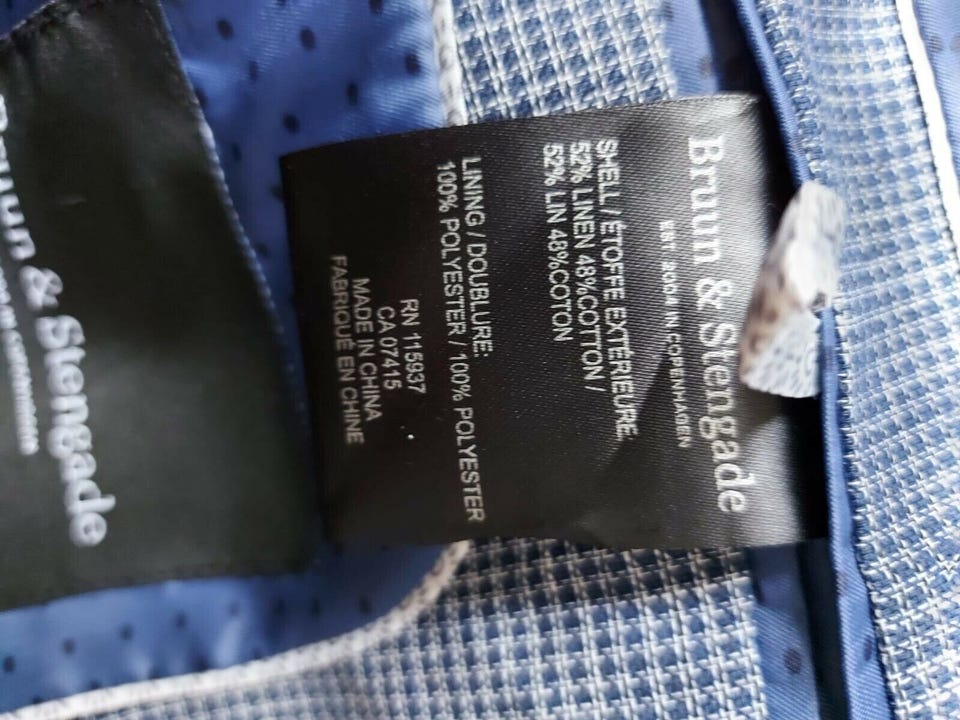 Bruun & Stengade
EST. 2004 IN COPENHAGEN
SHELL / ÉTOFFE EXTÉRIEURE:
52% LINEN 48%COTTON /
52% LIN 48%COTON
LINING / DOUBLURE:
100% POLYESTER / 100% POLYESTER
RN 115937
CA 07415
MADE IN CHINA
FABRIQUÉ EN CHINE
& Stengade